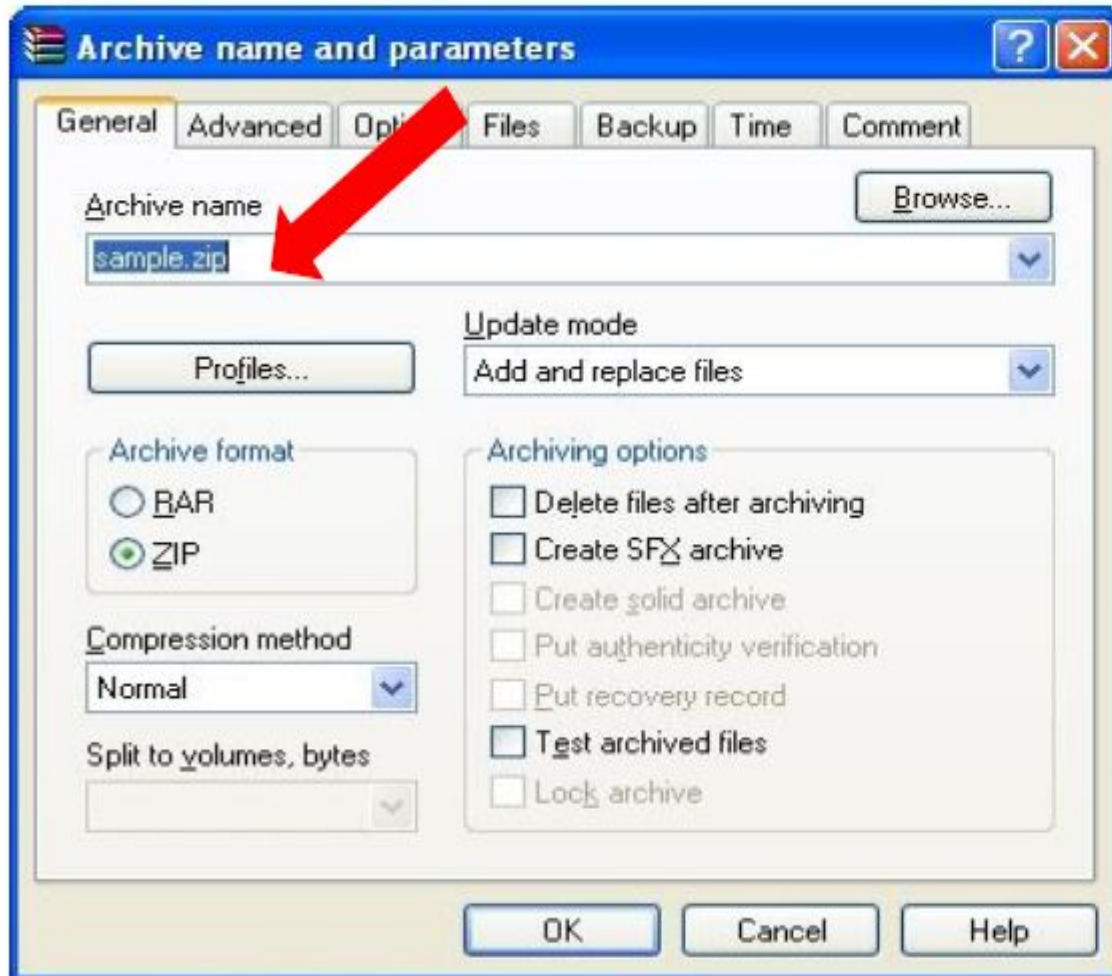 Archive name and parameters
General Advanced Files Backup Time Comment
Archive name
Browse...
sample.zip
Update mode
Profiles...
Add and replace files
Archive format
Archiving options
RAR
Delete files after archiving
ZIP
Create SFX archive
Create solid archive
Compression method
Put authenticity verification
Normal
Put recovery record
Test archived files
Split to volumes, bytes
Lock archive
OK Cancel Help